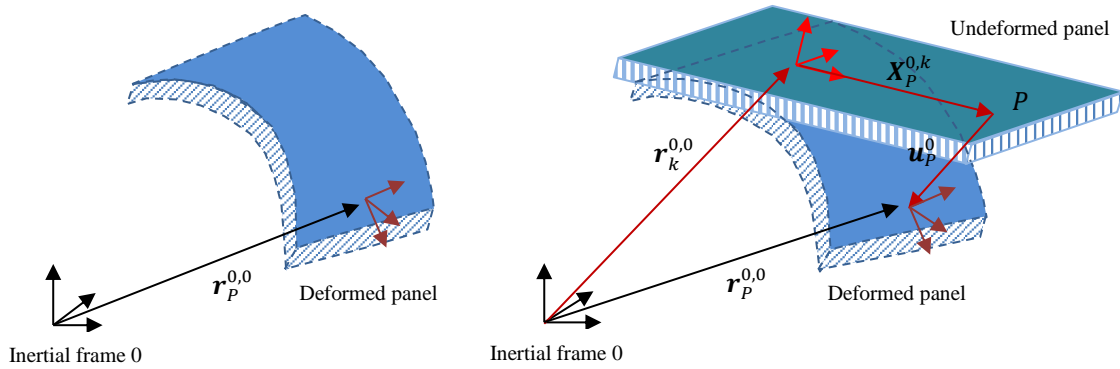 Undeformed panel
𝑿_P^{0,k}
P
𝒓_k^{0,0}
𝒖_P^0
𝒓_P^{0,0}
Deformed panel
Inertial frame 0
𝒓_P^{0,0}
Deformed panel
Inertial frame 0